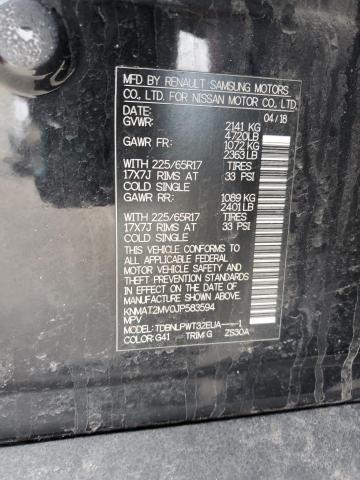 MFD BY RENAULT SAMSUNG MOTORS
CO., LTD. FOR NISSAN MOTOR CO., LTD.
DATE: 04/18
GVWR: 2141 KG
4720LB
GAWR FR: 1072 KG
2363LB
WITH 225/65R17 TIRES
17X7J RIMS AT 33 PSI
COLD SINGLE
GAWR RR: 1089 KG
2401LB
WITH 225/65R17 TIRES
17X7J RIMS AT 33 PSI
COLD SINGLE
THIS VEHICLE CONFORMS TO
ALL APPLICABLE FEDERAL
MOTOR VEHICLE SAFETY AND
THEFT PREVENTION STANDARDS
IN EFFECT ON THE DATE OF
MANUFACTURE SHOWN ABOVE.
KNMAT2MV0JP583594
MPV
MODEL: TDBNLPWT32EUA-----1
COLOR: G41 TRIM: G ZS30A